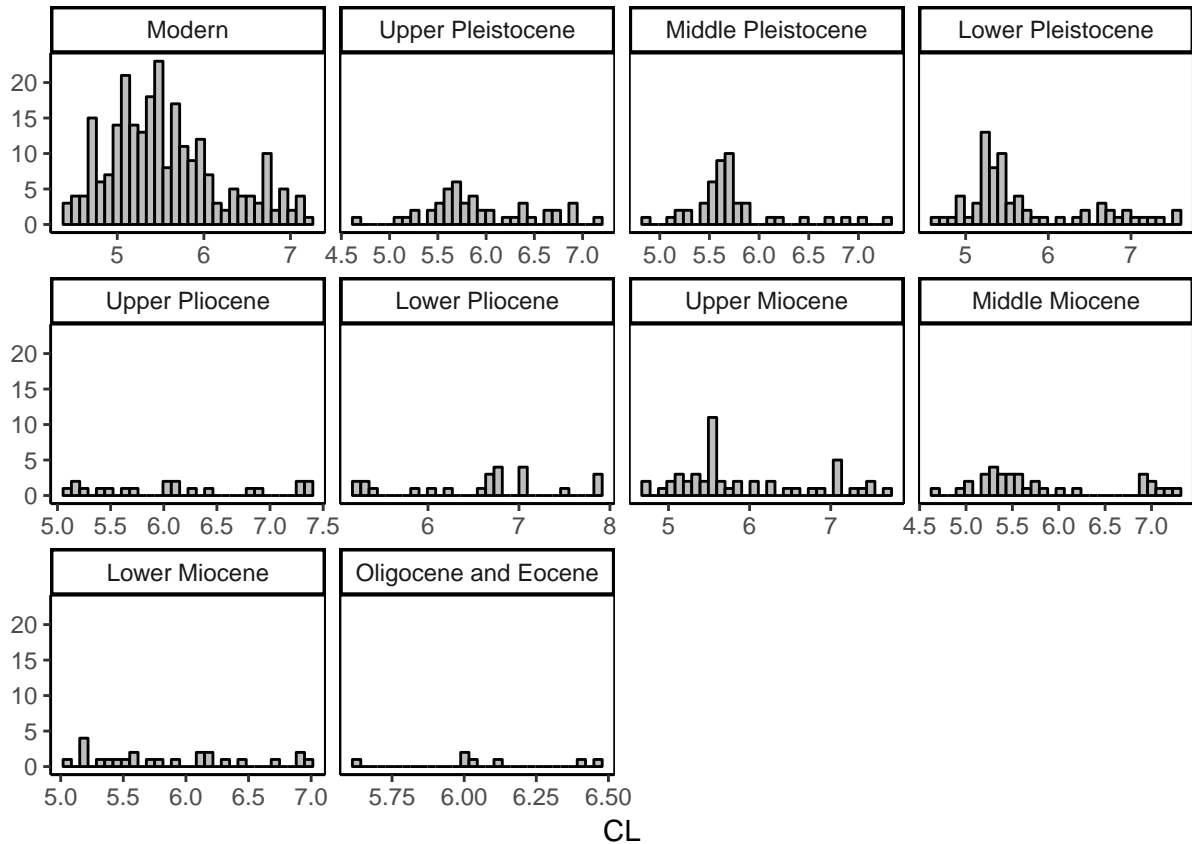 Modern
Upper Pleistocene
Middle Pleistocene
Lower Pleistocene
20
15
10
5
0
5 6 7
4.5 5.0 5.5 6.0 6.5 7.0
5.0 5.5 6.0 6.5 7.0
5 6 7
Upper Pliocene
Lower Pliocene
Upper Miocene
Middle Miocene
20
15
10
5
0
5.0 5.5 6.0 6.5 7.0 7.5
6 7 8
5 6 7
4.5 5.0 5.5 6.0 6.5 7.0
Lower Miocene
Oligocene and Eocene
20
15
10
5
0
5.0 5.5 6.0 6.5 7.0
5.75 6.00 6.25 6.50
CL